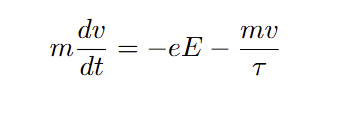 m dv/dt = −eE − mv/τ